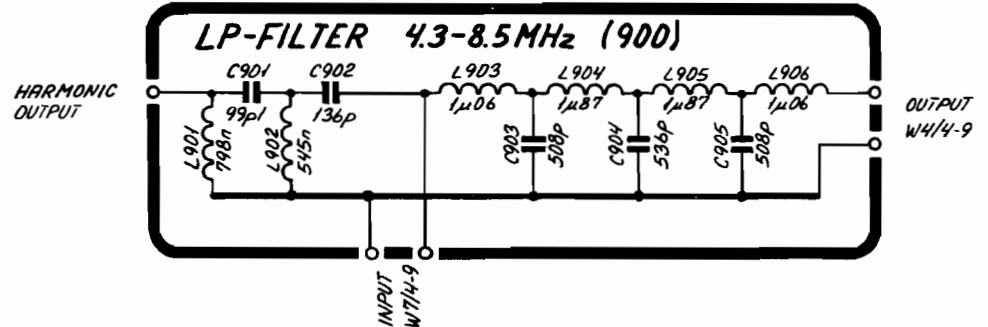 LP-FILTER 4.3-8.5MHz (900)
HARMONIC
OUTPUT
C901
99p1
C902
136p
L903
1µ06
L904
1µ87
L905
1µ87
L906
1µ06
L901
798n
L902
545n
C903
508p
C904
536p
C905
508p
OUTPUT
W4/4-9
INPUT
W7/4-9